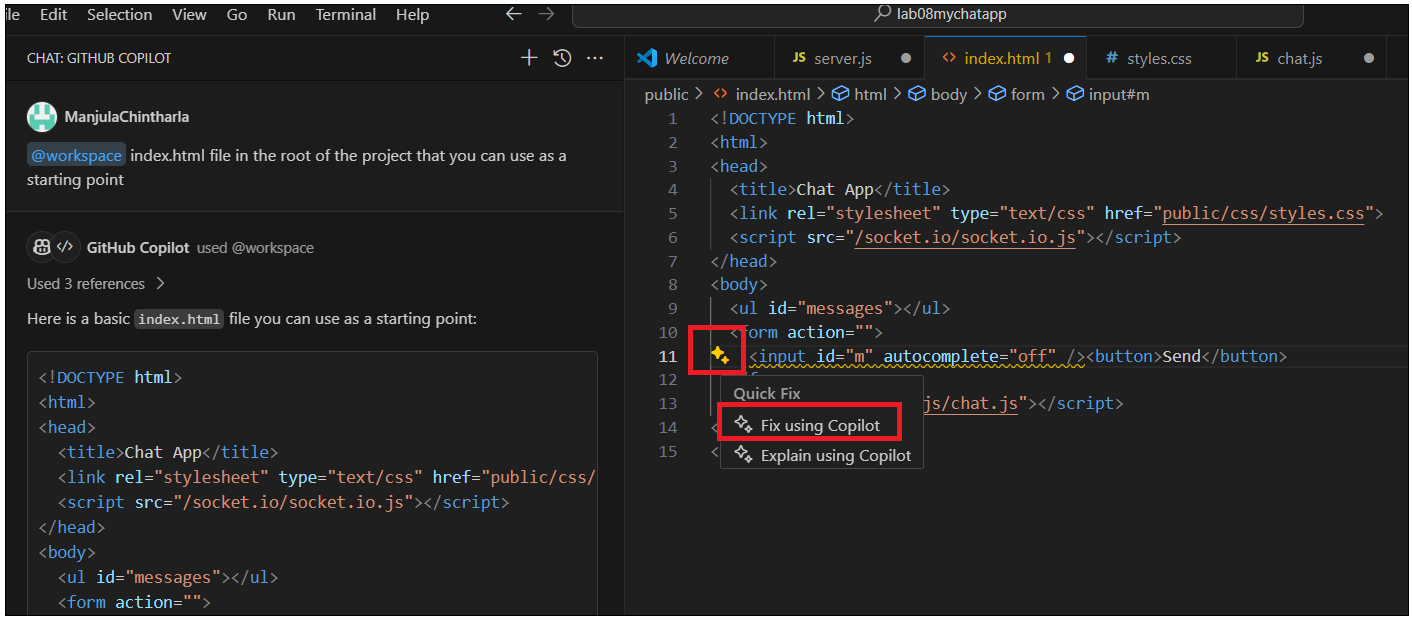 ile Edit Selection View Go Run Terminal Help
lab08mychatapp
CHAT: GITHUB COPILOT
ManjulaChintharla
@workspace index.html file in the root of the project that you can use as a
starting point
GitHub Copilot used @workspace
Used 3 references
Here is a basic index.html file you can use as a starting point:
<!DOCTYPE html>
<html>
<head>
<title>Chat App</title>
<link rel="stylesheet" type="text/css" href="public/css/
<script src="/socket.io/socket.io.js"></script>
</head>
<body>
<ul id="messages"></ul>
<form action="">
Welcome
JS server.js
<> index.html 1
# styles.css
JS chat.js
public > <> index.html > html > body > form > input#m
1 <!DOCTYPE html>
2 <html>
3 <head>
4 <title>Chat App</title>
5 <link rel="stylesheet" type="text/css" href="public/css/styles.css">
6 <script src="/socket.io/socket.io.js"></script>
7 </head>
8 <body>
9 <ul id="messages"></ul>
10 <form action="">
11 <input id="m" autocomplete="off" /><button>Send</button>
12
13 js/chat.js"></script>
14 <
15 <
Quick Fix
Fix using Copilot
Explain using Copilot